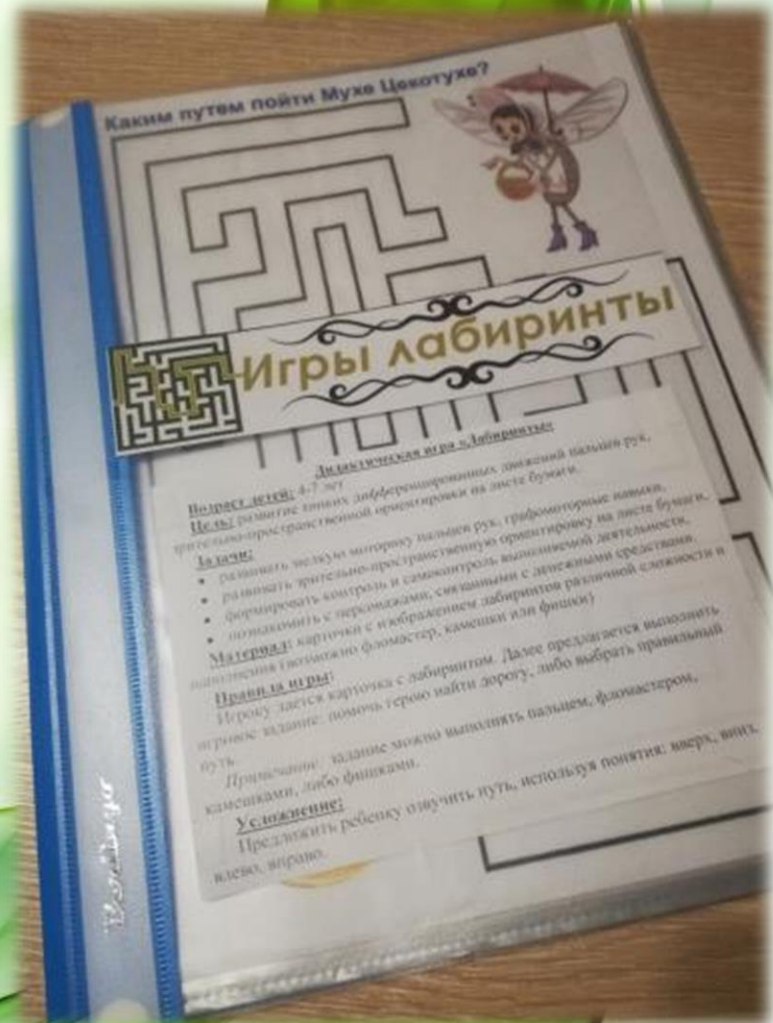 Каким путем пойти Мухе Цокотухе?
Игры лабиринты
Дидактическая игра «Лабиринты»
Возраст детей: 4-7 лет
Цель: развитие тонких дифференцированных движений пальцев рук,
зрительно-пространственной ориентировки на листе бумаги.
Задачи:
• развивать мелкую моторику пальцев рук, графомоторные навыки,
• развивать зрительно-пространственную ориентировку на листе бумаги,
• формировать контроль и самоконтроль выполняемой деятельности,
• познакомить с персонажами, связанными с денежными средствами.
Материал: карточки с изображением лабиринтов различной сложности и
наполнения (возможно фломастер, камешки или фишки)
Правила игры:
Игроку дается карточка с лабиринтом. Далее предлагается выполнить
игровое задание: помочь герою найти дорогу, либо выбрать правильный
путь.
Примечание: задание можно выполнять пальцем, фломастером,
камешками, либо фишками.
Усложнение:
Предложить ребенку озвучить путь, используя понятия: вверх, вниз,
влево, вправо.